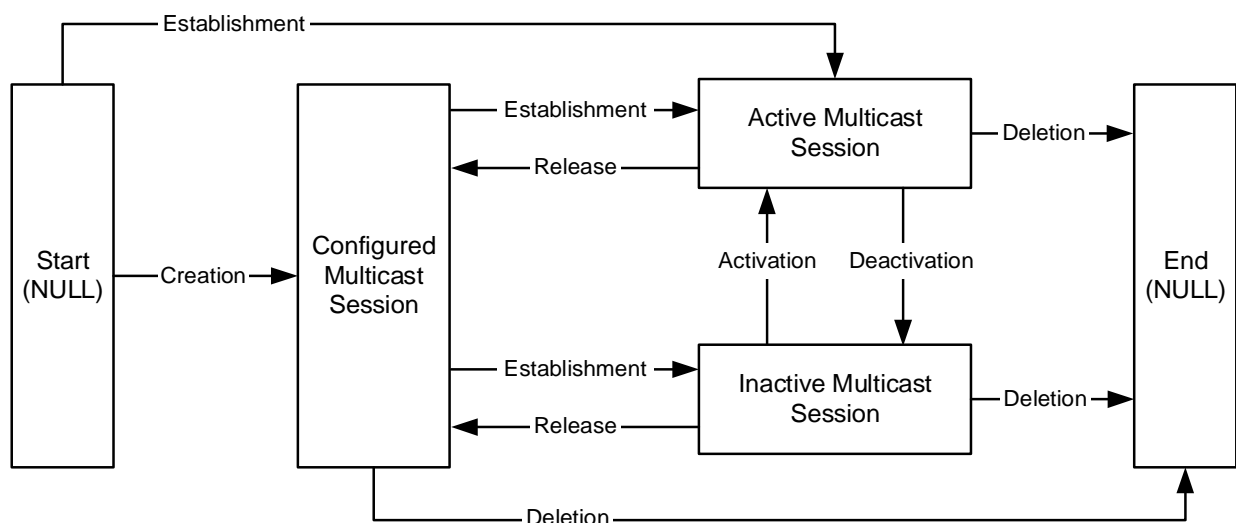 Establishment
Establishment
Active Multicast
Session
Deletion
Release
Start
(NULL)
Creation
Configured
Multicast
Session
Activation
Deactivation
End
(NULL)
Establishment
Inactive Multicast
Session
Deletion
Release
Deletion